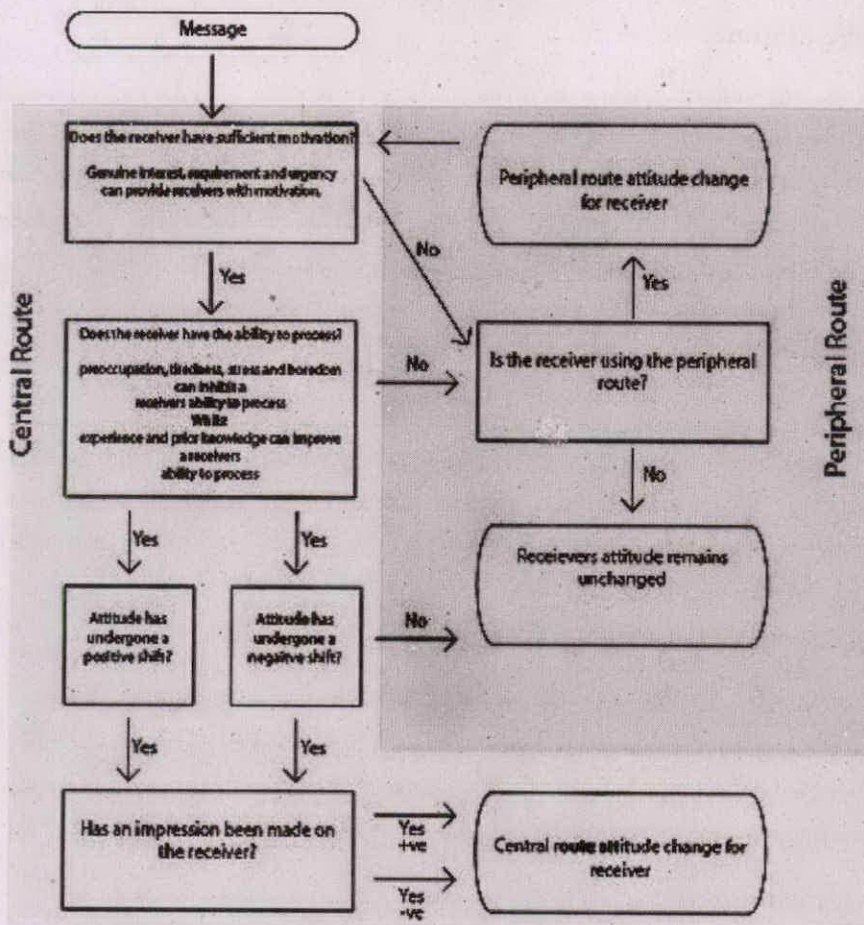 Message
Does the receiver have sufficient motivation?
Genuine interest, requirement and urgency
can provide receivers with motivation.
Peripheral route attitude change
for receiver
No
Yes
Yes
Does the receiver have the ability to process?
preoccupation, tiredness, stress and boredom
can inhibit a
receivers ability to process
Whilst
experience and prior knowledge can improve
a receivers
ability to process
No
Is the receiver using the peripheral
route?
Central Route
Peripheral Route
No
Yes
Yes
Receievers attitude remains
unchanged
Attitude has
undergone a
positive shift?
Attitude has
undergone a
negative shift?
No
Yes
Yes
Has an impression been made on
the receiver?
Yes
+ve
Yes
-ve
Central route attitude change for
receiver